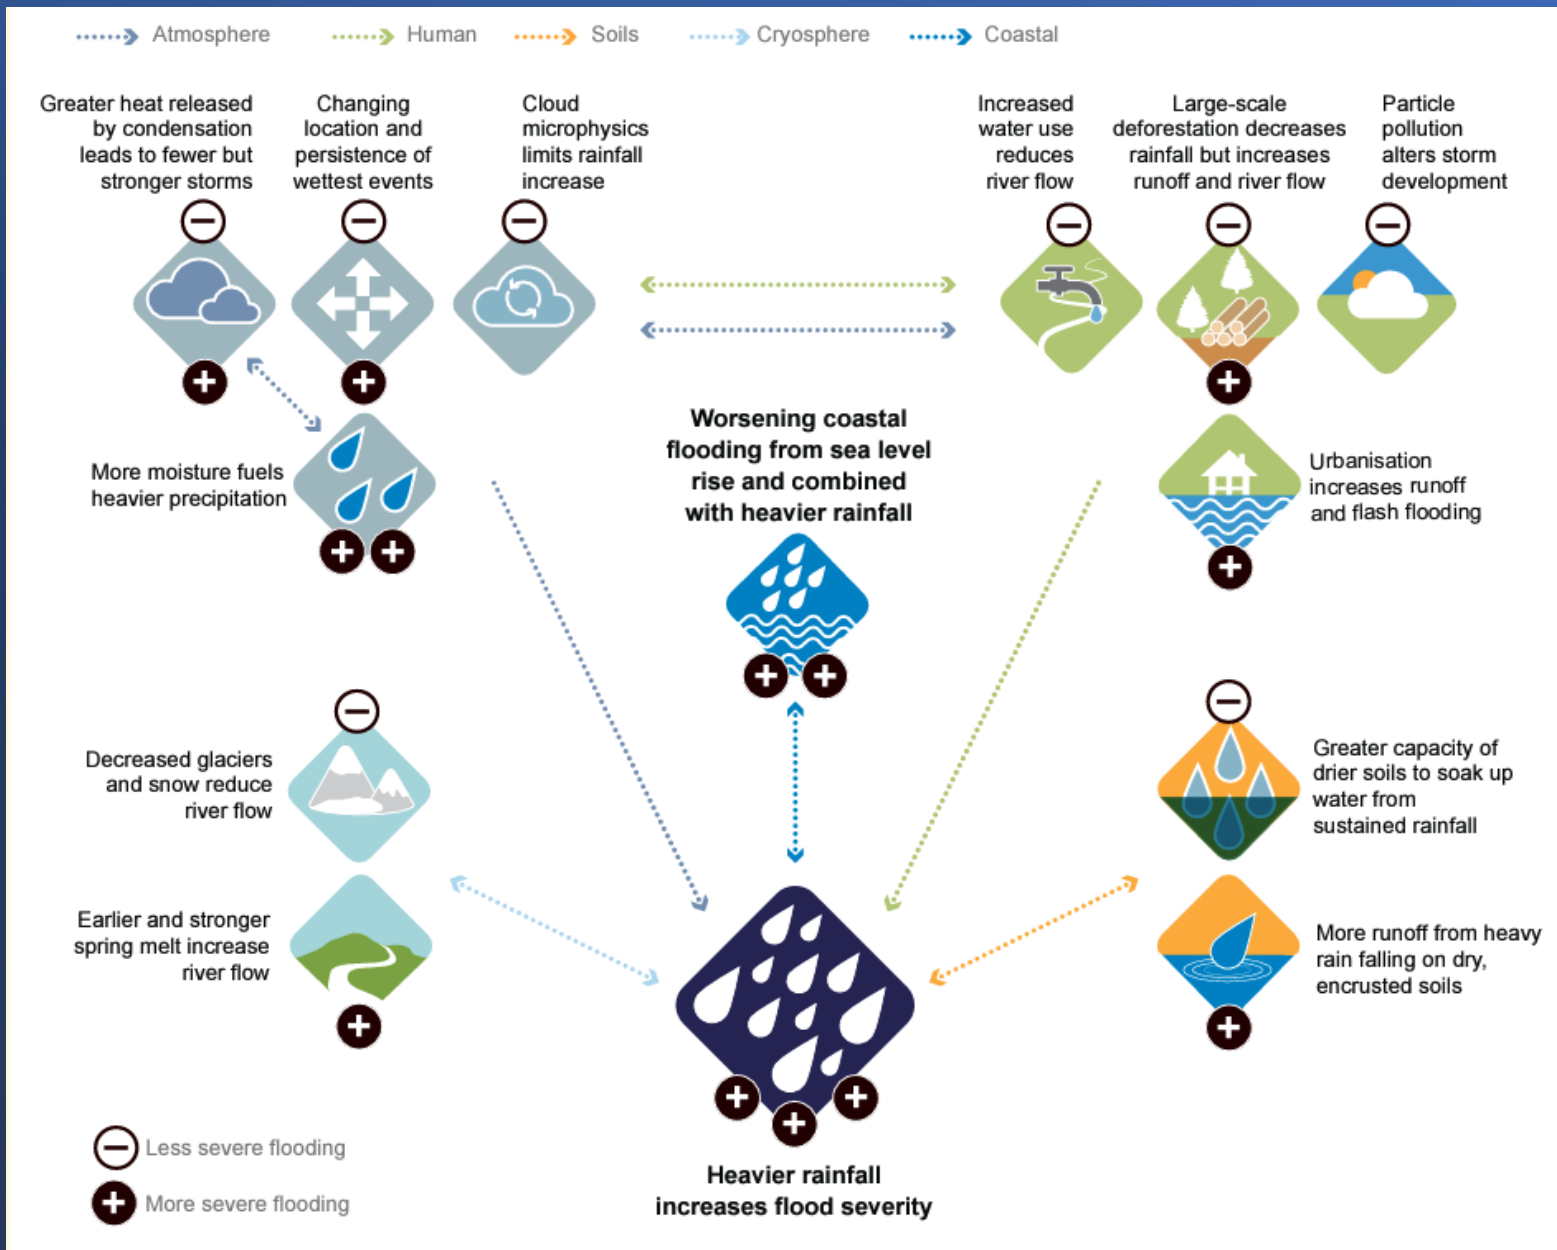 Atmosphere
Human
Soils
Cryosphere
Coastal
Greater heat released
by condensation
leads to fewer but
stronger storms
Changing
location and
persistence of
wettest events
Cloud
microphysics
limits rainfall
increase
Increased
water use
reduces
river flow
Large-scale
deforestation decreases
rainfall but increases
runoff and river flow
Particle
pollution
alters storm
development
More moisture fuels
heavier precipitation
Worsening coastal
flooding from sea level
rise and combined
with heavier rainfall
Urbanisation
increases runoff
and flash flooding
Decreased glaciers
and snow reduce
river flow
Greater capacity of
drier soils to soak up
water from
sustained rainfall
Earlier and stronger
spring melt increase
river flow
More runoff from heavy
rain falling on dry,
encrusted soils
Less severe flooding
More severe flooding
Heavier rainfall
increases flood severity